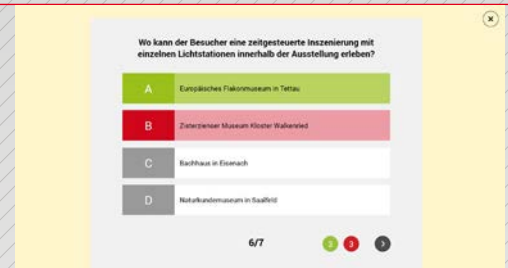 Wo kann der Besucher eine zeitgesteuerte Inszenierung mit
einzelnen Lichtstationen innerhalb der Ausstellung erleben?
A Europäisches Flakonmuseum in Tettau
B Zisterzienser Museum Kloster Walkenried
C Bachhaus in Eisenach
D Naturkundemuseum in Saalfeld
6/7 3 3